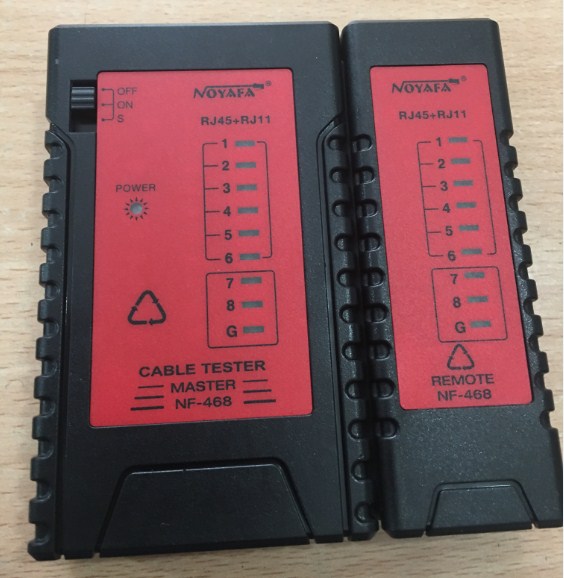 OFF
ON
S
NOYAFA®
RJ45+RJ11
1
2
3
4
5
6
7
8
G
POWER
CABLE TESTER
MASTER
NF-468
NOYAFA®
RJ45+RJ11
1
2
3
4
5
6
7
8
G
REMOTE
NF-468